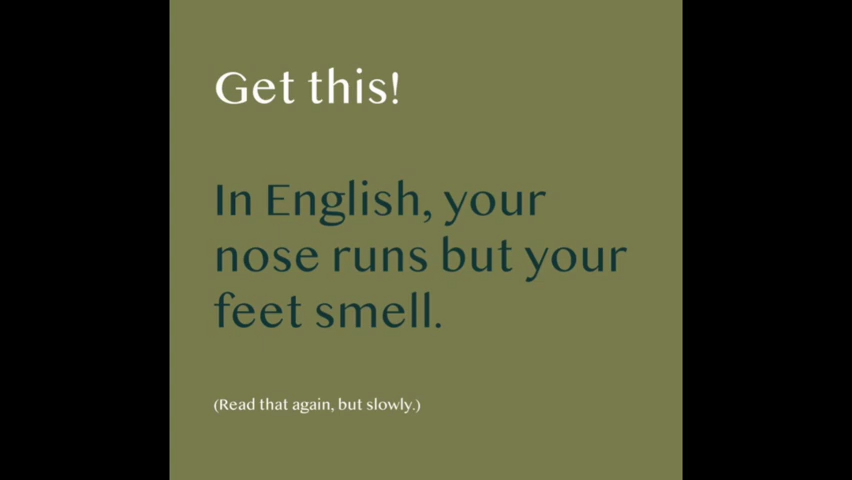 Get this!
In English, your
nose runs but your
feet smell.
(Read that again, but slowly.)